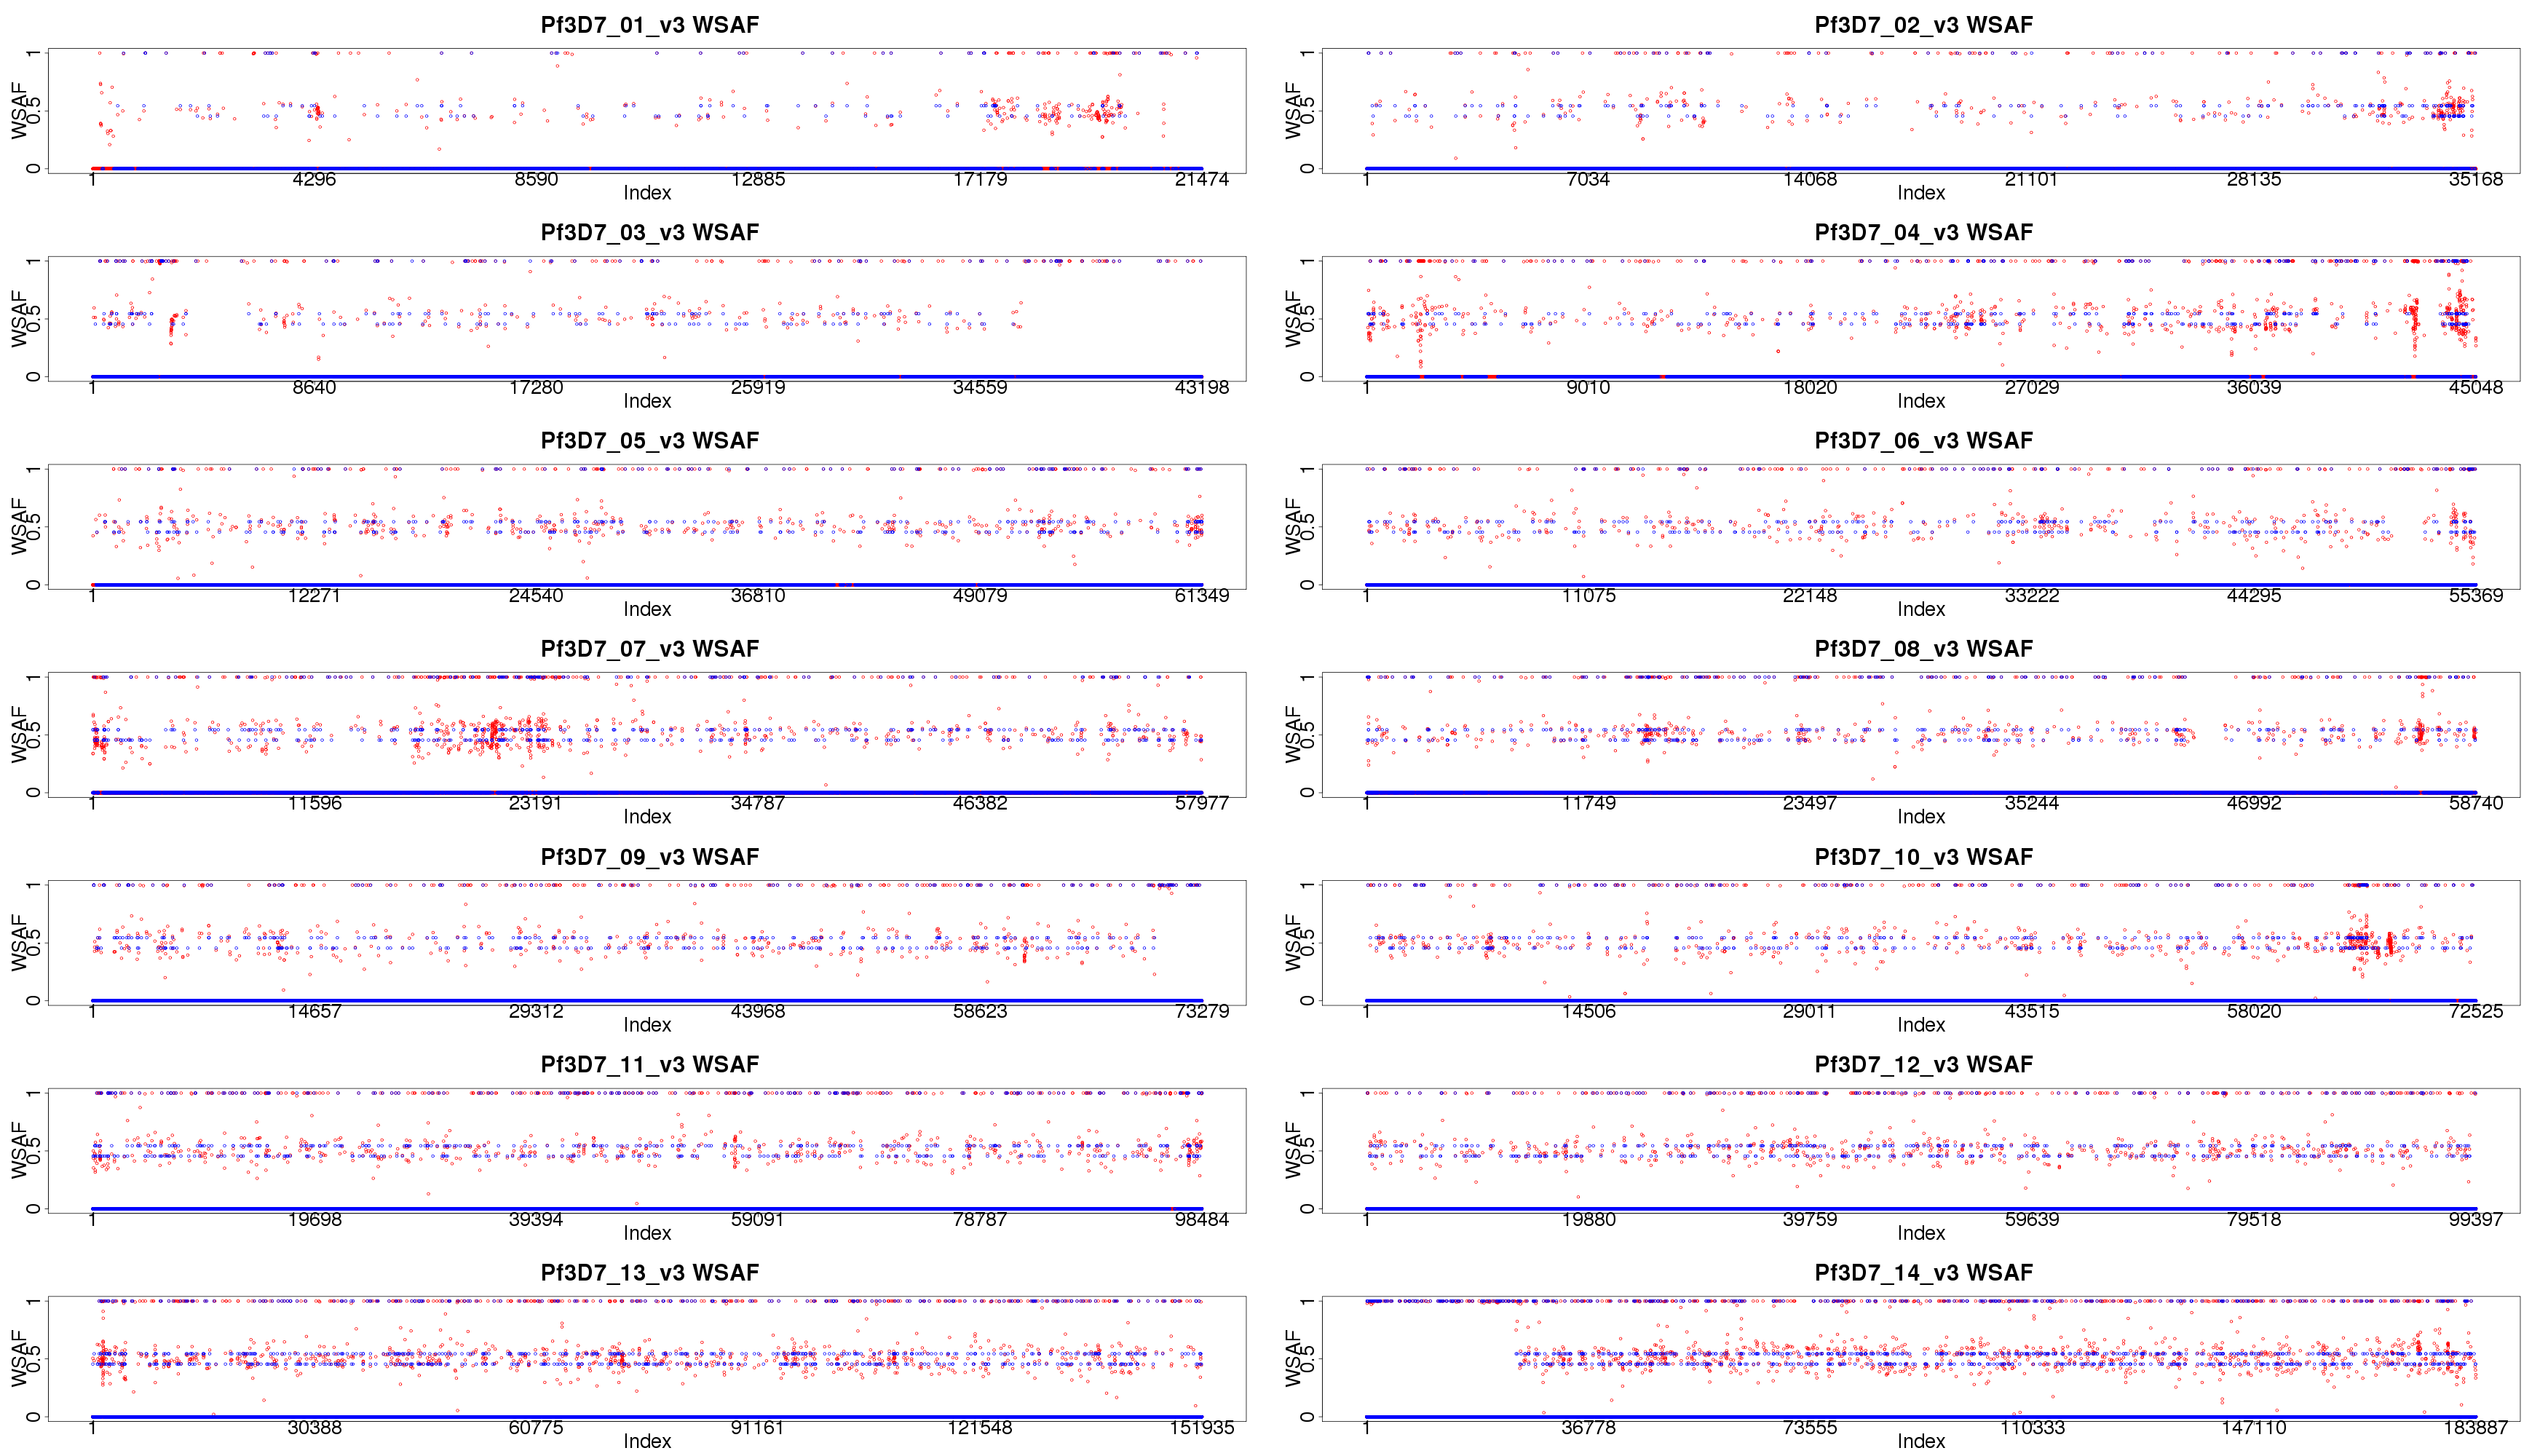 Pf3D7_01_v3 WSAF
WSAF
0 0.5 1
1 4296 8590 12885 17179 21474
Index
Pf3D7_02_v3 WSAF
WSAF
0 0.5 1
1 7034 14068 21101 28135 35168
Index
Pf3D7_03_v3 WSAF
WSAF
0 0.5 1
1 8640 17280 25919 34559 43198
Index
Pf3D7_04_v3 WSAF
WSAF
0 0.5 1
1 9010 18020 27029 36039 45048
Index
Pf3D7_05_v3 WSAF
WSAF
0 0.5 1
1 12271 24540 36810 49079 61349
Index
Pf3D7_06_v3 WSAF
WSAF
0 0.5 1
1 11075 22148 33222 44295 55369
Index
Pf3D7_07_v3 WSAF
WSAF
0 0.5 1
1 11596 23191 34787 46382 57977
Index
Pf3D7_08_v3 WSAF
WSAF
0 0.5 1
1 11749 23497 35244 46992 58740
Index
Pf3D7_09_v3 WSAF
WSAF
0 0.5 1
1 14657 29312 43968 58623 73279
Index
Pf3D7_10_v3 WSAF
WSAF
0 0.5 1
1 14506 29011 43515 58020 72525
Index
Pf3D7_11_v3 WSAF
WSAF
0 0.5 1
1 19698 39394 59091 78787 98484
Index
Pf3D7_12_v3 WSAF
WSAF
0 0.5 1
1 19880 39759 59639 79518 99397
Index
Pf3D7_13_v3 WSAF
WSAF
0 0.5 1
1 30388 60775 91161 121548 151935
Index
Pf3D7_14_v3 WSAF
WSAF
0 0.5 1
1 36778 73555 110333 147110 183887
Index